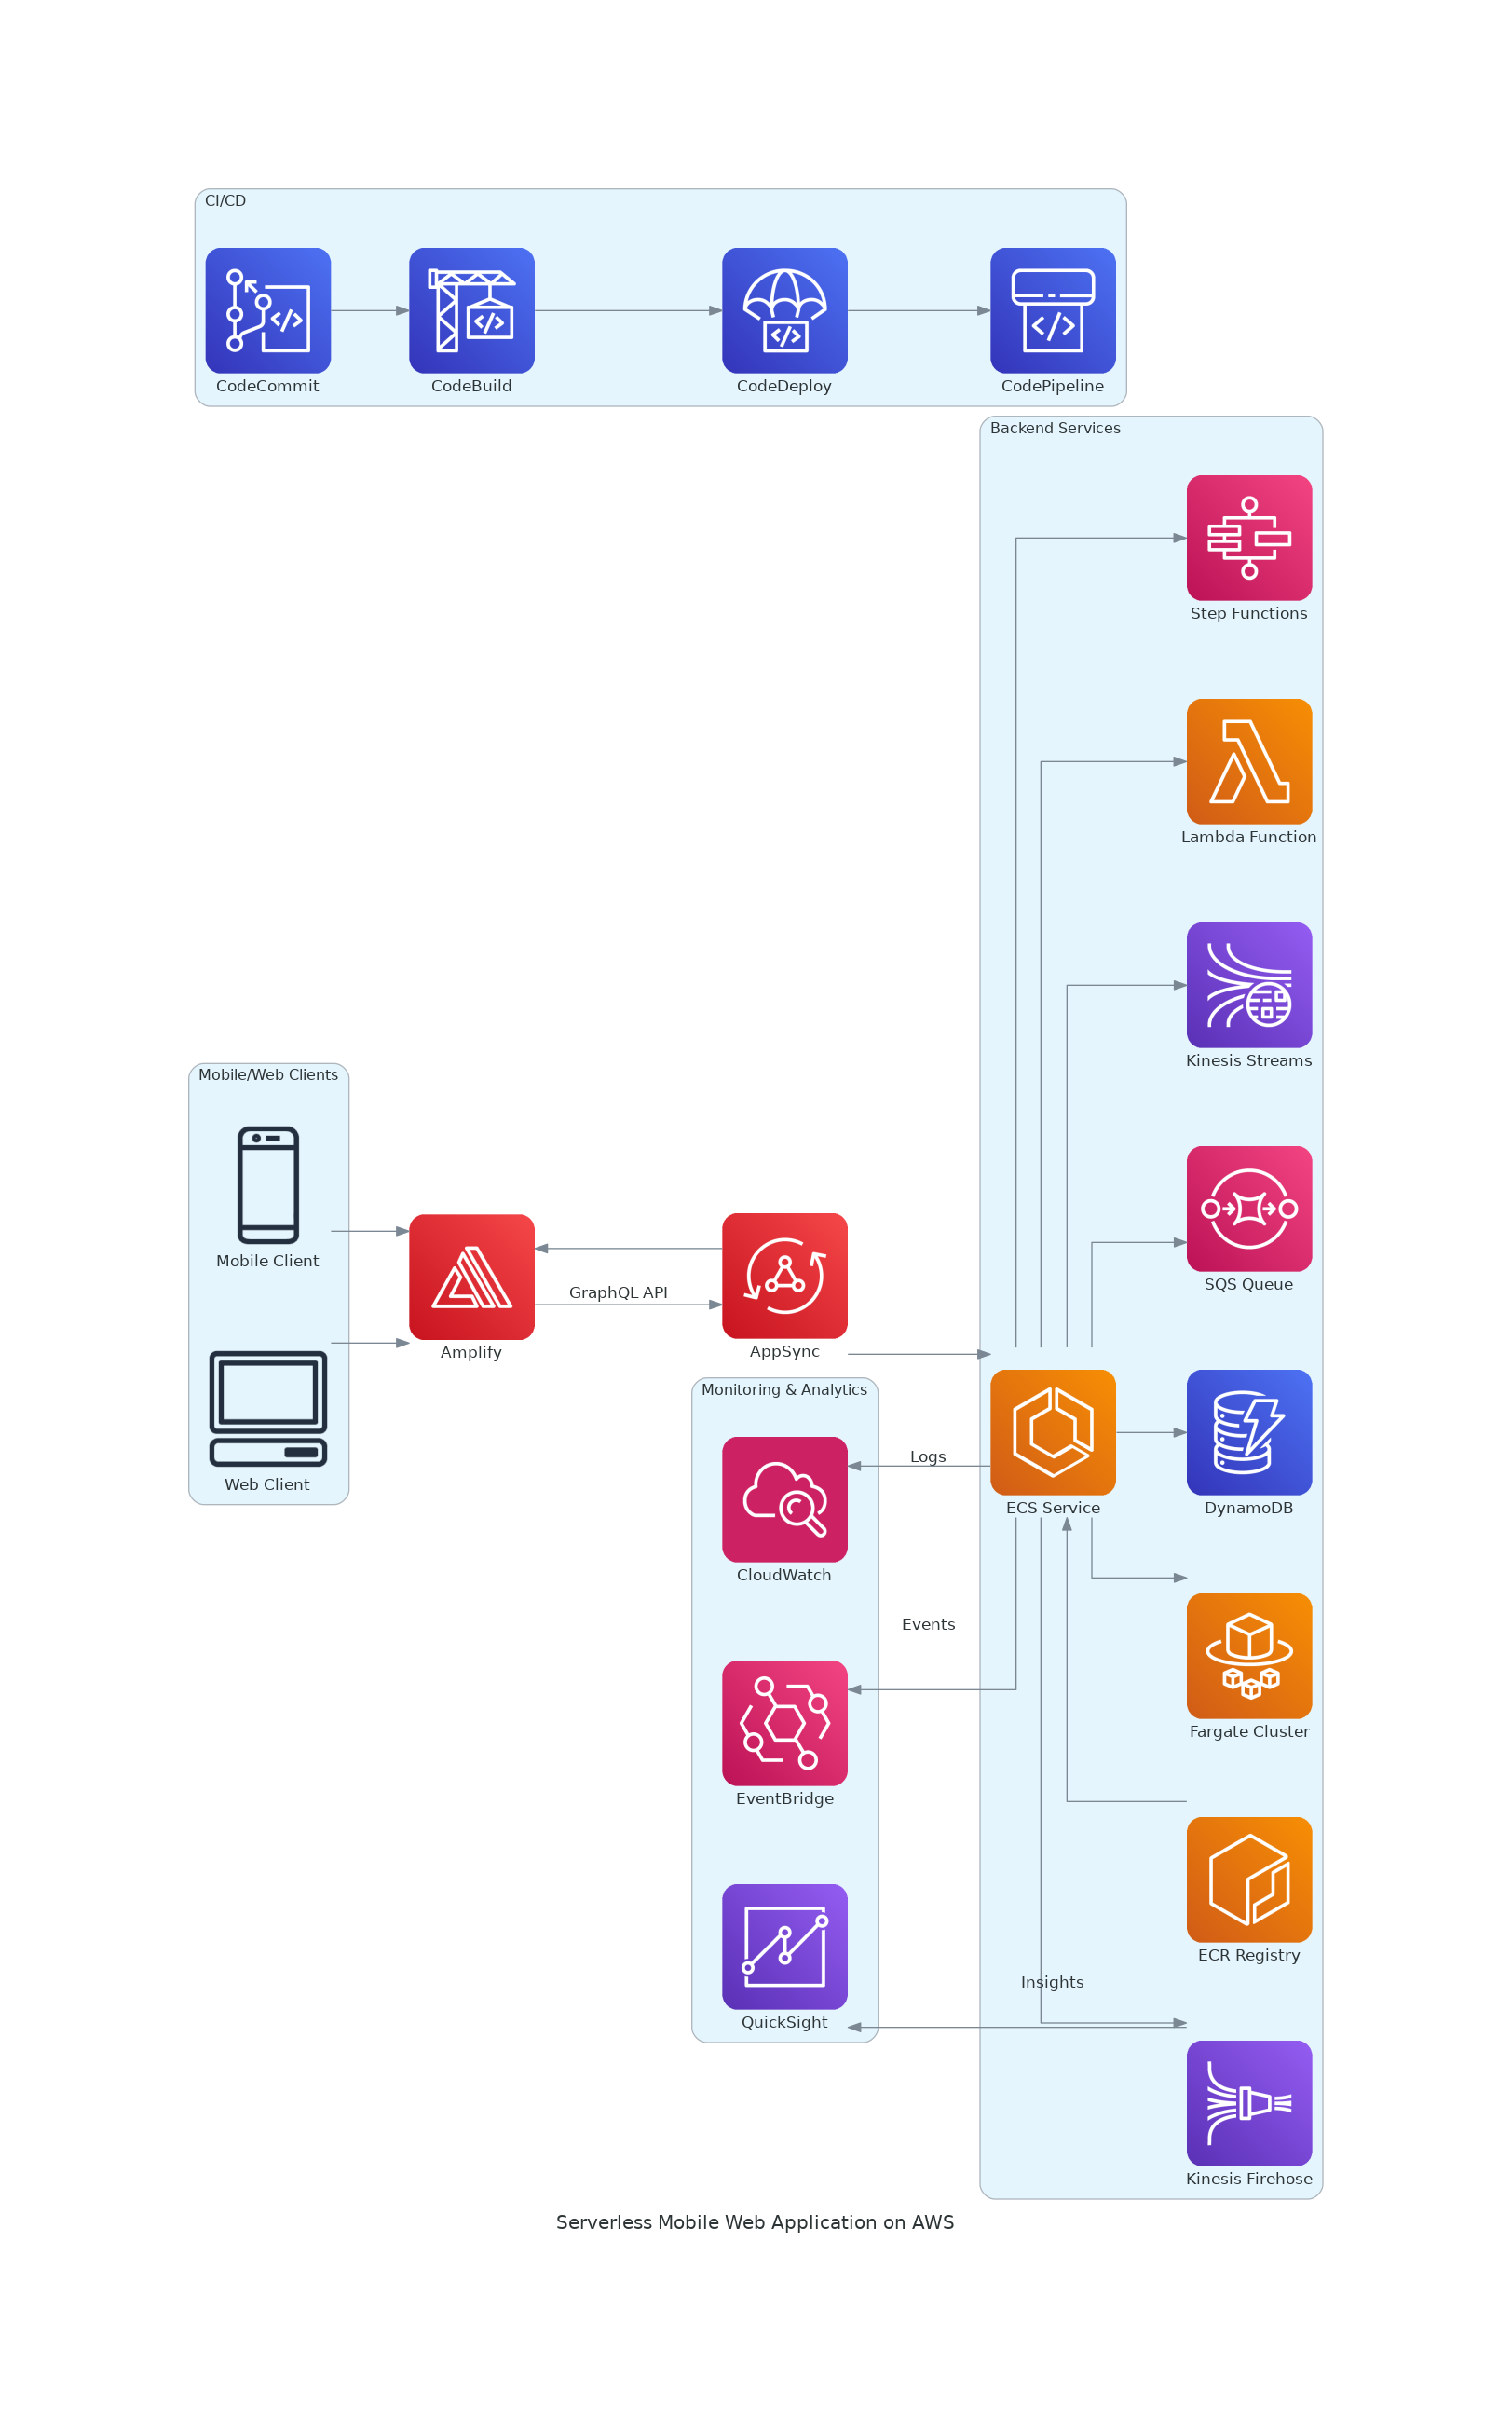 CI/CD
CodeCommit
CodeBuild
CodeDeploy
CodePipeline
Backend Services
Step Functions
Lambda Function
Kinesis Streams
Mobile/Web Clients
Mobile Client
Web Client
Amplify
GraphQL API
AppSync
SQS Queue
Monitoring & Analytics
CloudWatch
Logs
ECS Service
DynamoDB
Events
EventBridge
Fargate Cluster
ECR Registry
Insights
QuickSight
Kinesis Firehose
Serverless Mobile Web Application on AWS